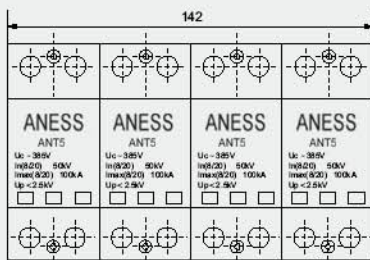 142
ANESS ANESS ANESS ANESS
ANT5 ANT5 ANT5 ANT5
Uc ~385V Uc ~385V Uc ~385V Uc ~385V
In(8/20) 50kV In(8/20) 50kV In(8/20) 50kV In(8/20) 50kV
Imax(8/20) 100kA Imax(8/20) 100kA Imax(8/20) 100kA Imax(8/20) 100kA
Up<2.5kV Up<2.5kV Up<2.5kV Up<2.5kV